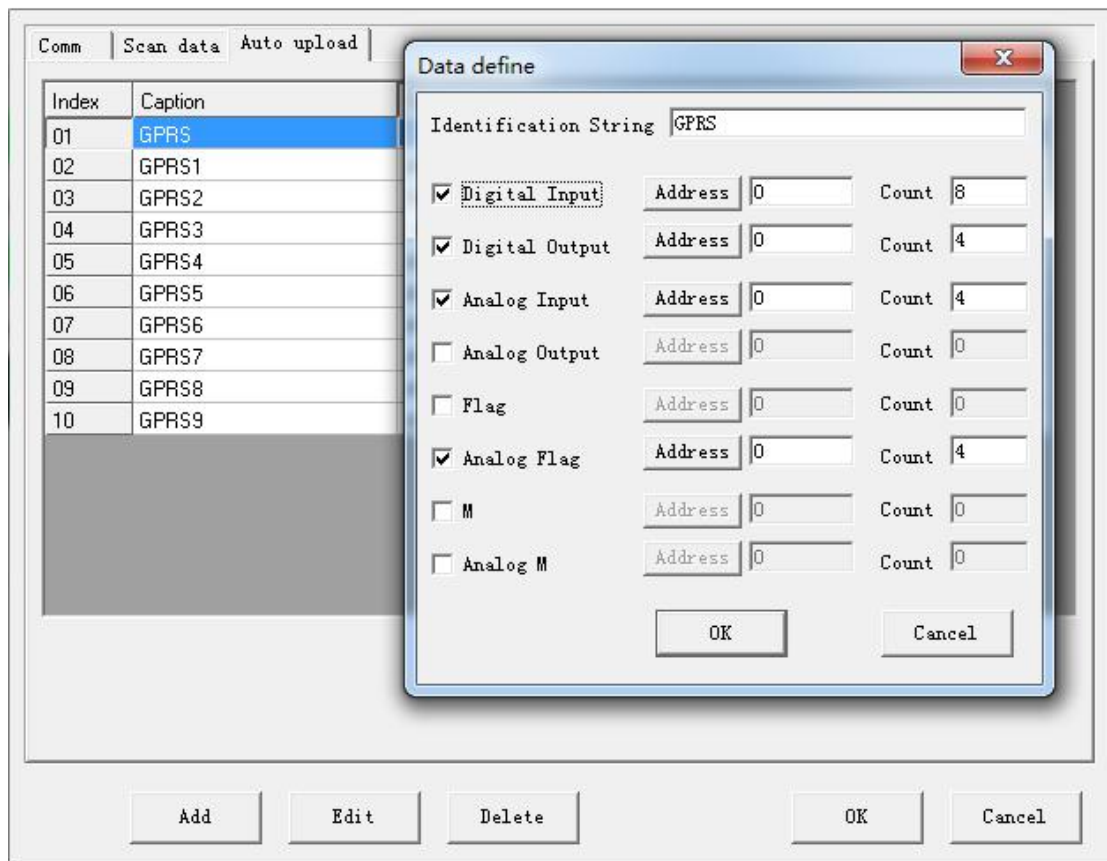 Comm Scan data Auto upload
Index Caption
01 GPRS
02 GPRS1
03 GPRS2
04 GPRS3
05 GPRS4
06 GPRS5
07 GPRS6
08 GPRS7
09 GPRS8
10 GPRS9
Data define
Identification String GPRS
Digital Input Address 0 Count 8
Digital Output Address 0 Count 4
Analog Input Address 0 Count 4
Analog Output Address 0 Count 0
Flag Address 0 Count 0
Analog Flag Address 0 Count 4
M Address 0 Count 0
Analog M Address 0 Count 0
OK Cancel
Add Edit Delete OK Cancel